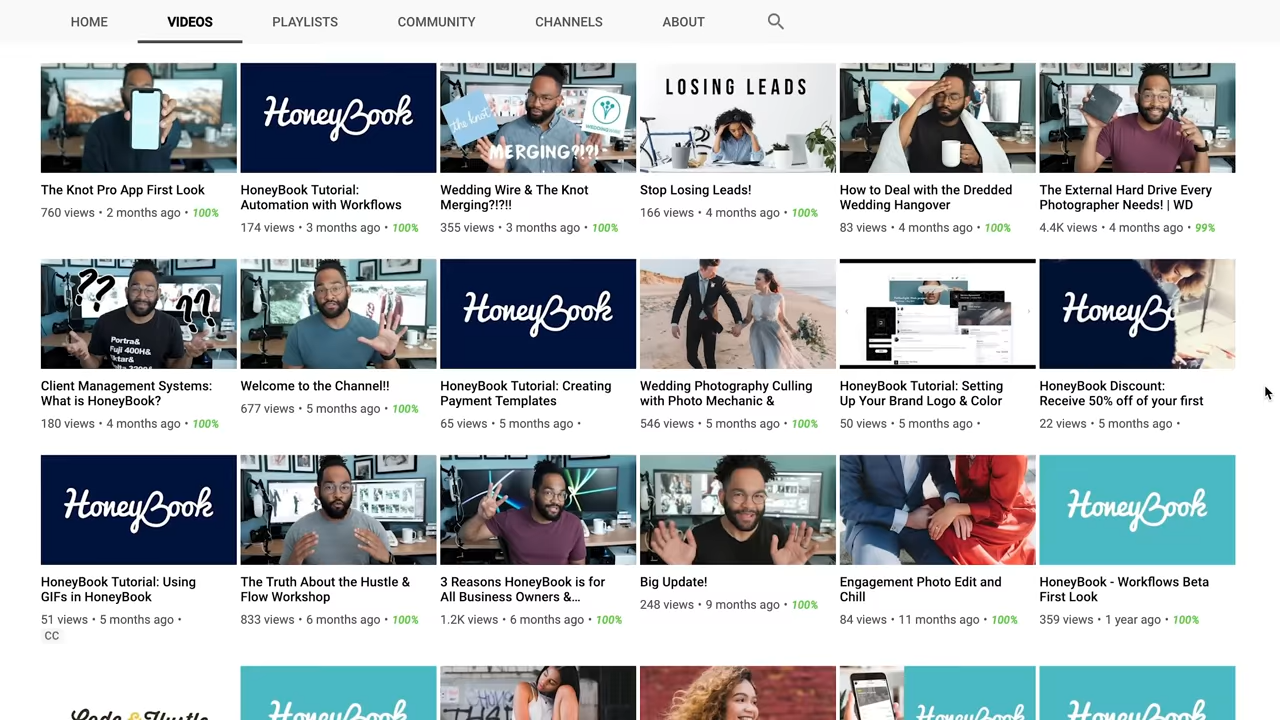 HOME VIDEOS PLAYLISTS COMMUNITY CHANNELS ABOUT
HoneyBook
the knot
WEDDINGWIRE
MERGING?!?!
LOSING LEADS
The Knot Pro App First Look
760 views • 2 months ago • 100%
HoneyBook Tutorial:
Automation with Workflows
174 views • 3 months ago • 100%
Wedding Wire & The Knot
Merging?!?!!
355 views • 3 months ago • 100%
Stop Losing Leads!
166 views • 4 months ago • 100%
How to Deal with the Dredded
Wedding Hangover
83 views • 4 months ago • 100%
The External Hard Drive Every
Photographer Needs! | WD
4.4K views • 4 months ago • 99%
?? ??
Portra&
Fuji 400H&
HoneyBook
HoneyB
Client Management Systems:
What is HoneyBook?
180 views • 4 months ago • 100%
Welcome to the Channel!!
677 views • 5 months ago • 100%
HoneyBook Tutorial: Creating
Payment Templates
65 views • 5 months ago •
Wedding Photography Culling
with Photo Mechanic &
546 views • 5 months ago • 100%
HoneyBook Tutorial: Setting
Up Your Brand Logo & Color
50 views • 5 months ago •
HoneyBook Discount:
Receive 50% off of your first
22 views • 5 months ago •
HoneyBook
HoneyBook
HoneyBook Tutorial: Using
GIFs in HoneyBook
51 views • 5 months ago •
CC
The Truth About the Hustle &
Flow Workshop
833 views • 6 months ago • 100%
3 Reasons HoneyBook is for
All Business Owners &...
1.2K views • 6 months ago • 100%
Big Update!
248 views • 9 months ago • 100%
Engagement Photo Edit and
Chill
84 views • 11 months ago • 100%
HoneyBook - Workflows Beta
First Look
359 views • 1 year ago • 100%
HoneyBook
HoneyBook
HoneyBook